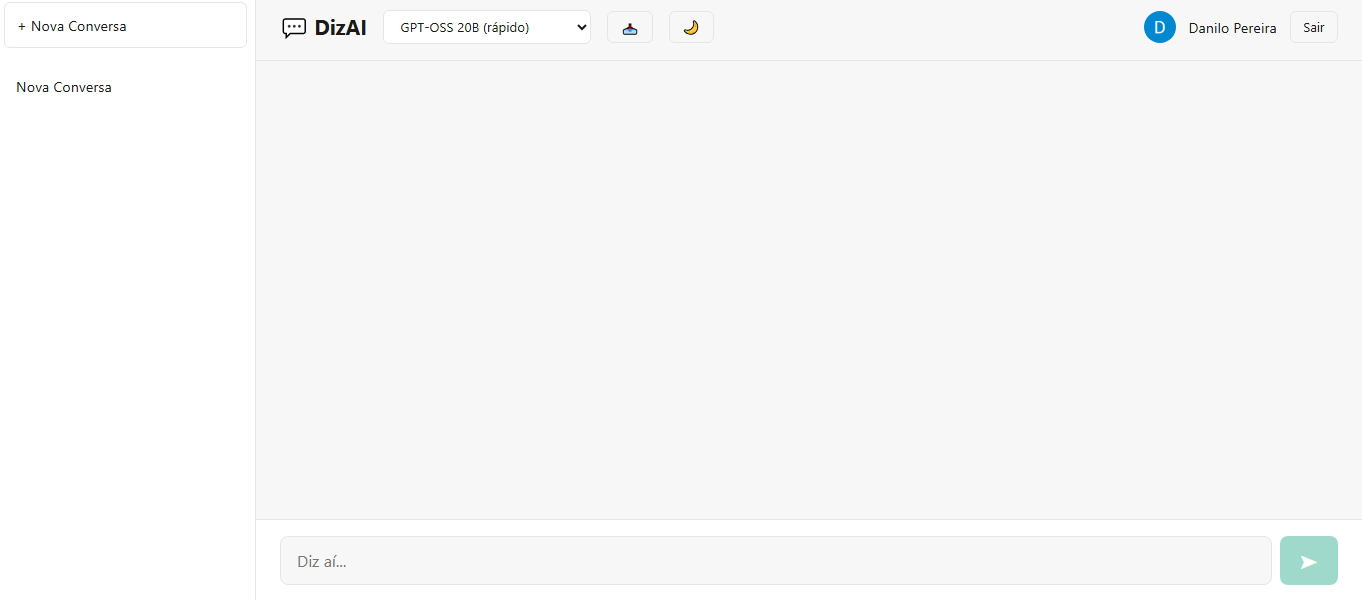 + Nova Conversa
Nova Conversa
DizAI
GPT-OSS 20B (rápido)
D
Danilo Pereira
Sair
Diz aí...